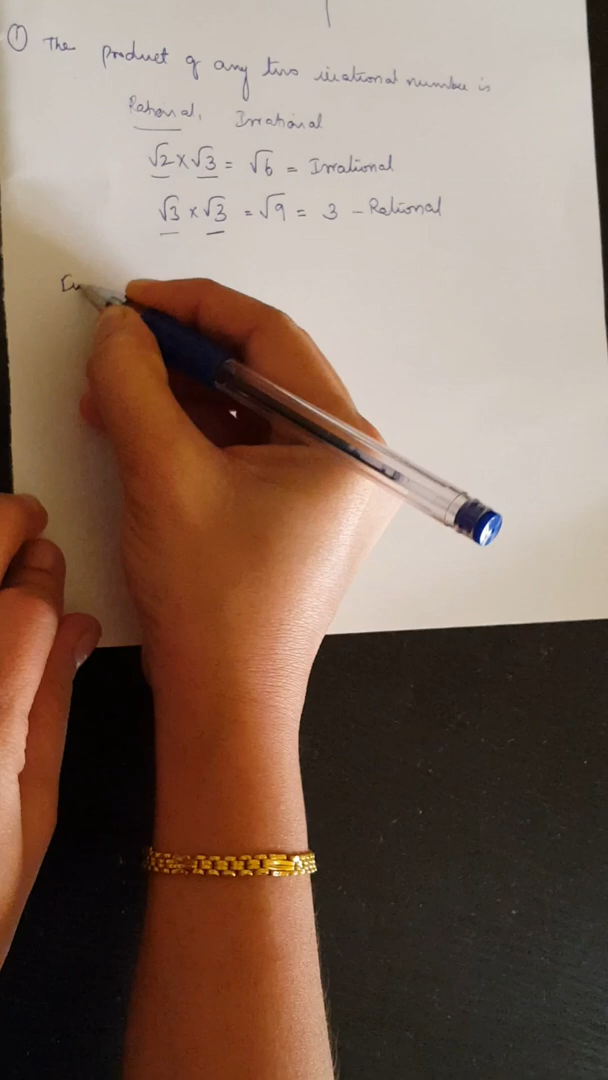 ① The product of any two irrational number is
Rational, Irrational
√2 x √3 = √6 = Irrational
√3 x √3 = √9 = 3 - Rational